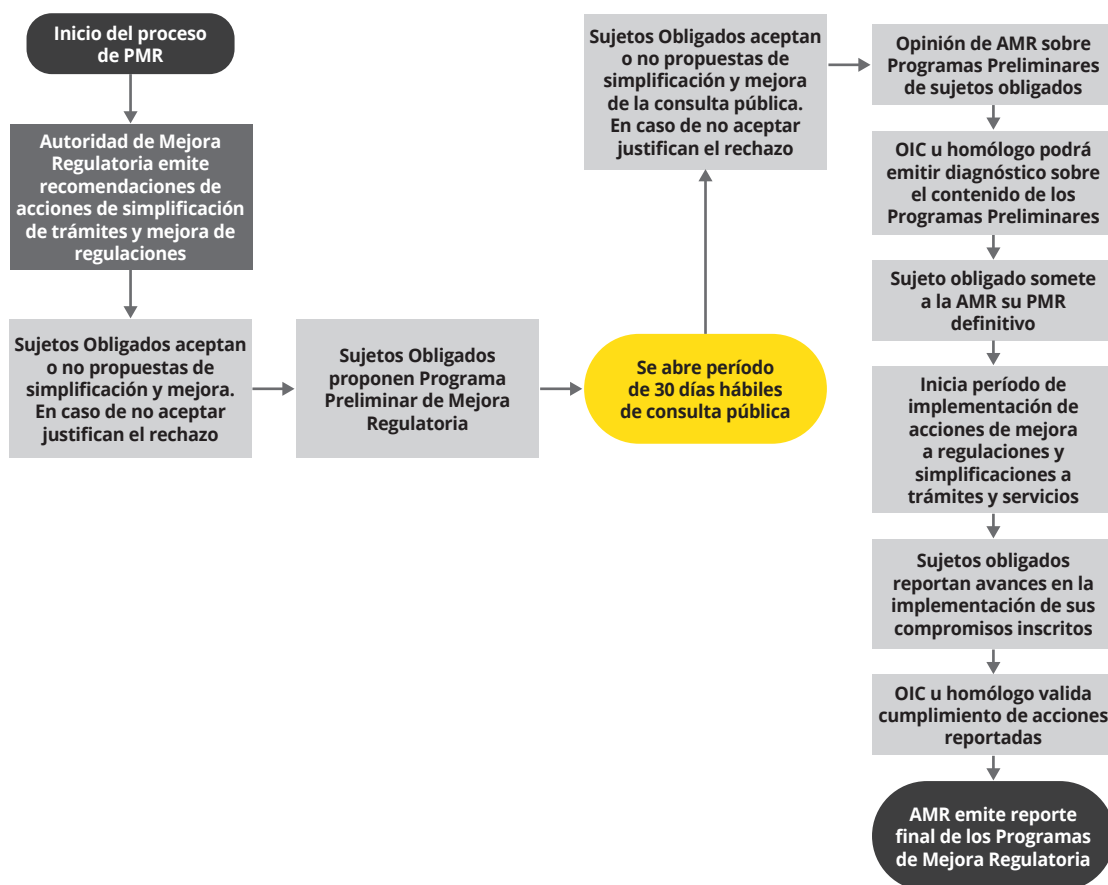 Inicio del proceso
de PMR
Autoridad de Mejora
Regulatoria emite
recomendaciones de
acciones de simplificación
de trámites y mejora de
regulaciones
Sujetos Obligados aceptan
o no propuestas de
simplificación y mejora.
En caso de no aceptar
justifican el rechazo
Sujetos Obligados
proponen Programa
Preliminar de Mejora
Regulatoria
Se abre período
de 30 días hábiles
de consulta pública
Sujetos Obligados aceptan
o no propuestas de
simplificación y mejora
de la consulta pública.
En caso de no aceptar
justifican el rechazo
Opinión de AMR sobre
Programas Preliminares
de sujetos obligados
OIC u homólogo podrá
emitir diagnóstico sobre
el contenido de los
Programas Preliminares
Sujeto obligado somete
a la AMR su PMR
definitivo
Inicia período de
implementación de
acciones de mejora
a regulaciones y
simplificaciones a
trámites y servicios
Sujetos obligados
reportan avances en la
implementación de sus
compromisos inscritos
OIC u homólogo valida
cumplimiento de acciones
reportadas
AMR emite reporte
final de los Programas
de Mejora Regulatoria